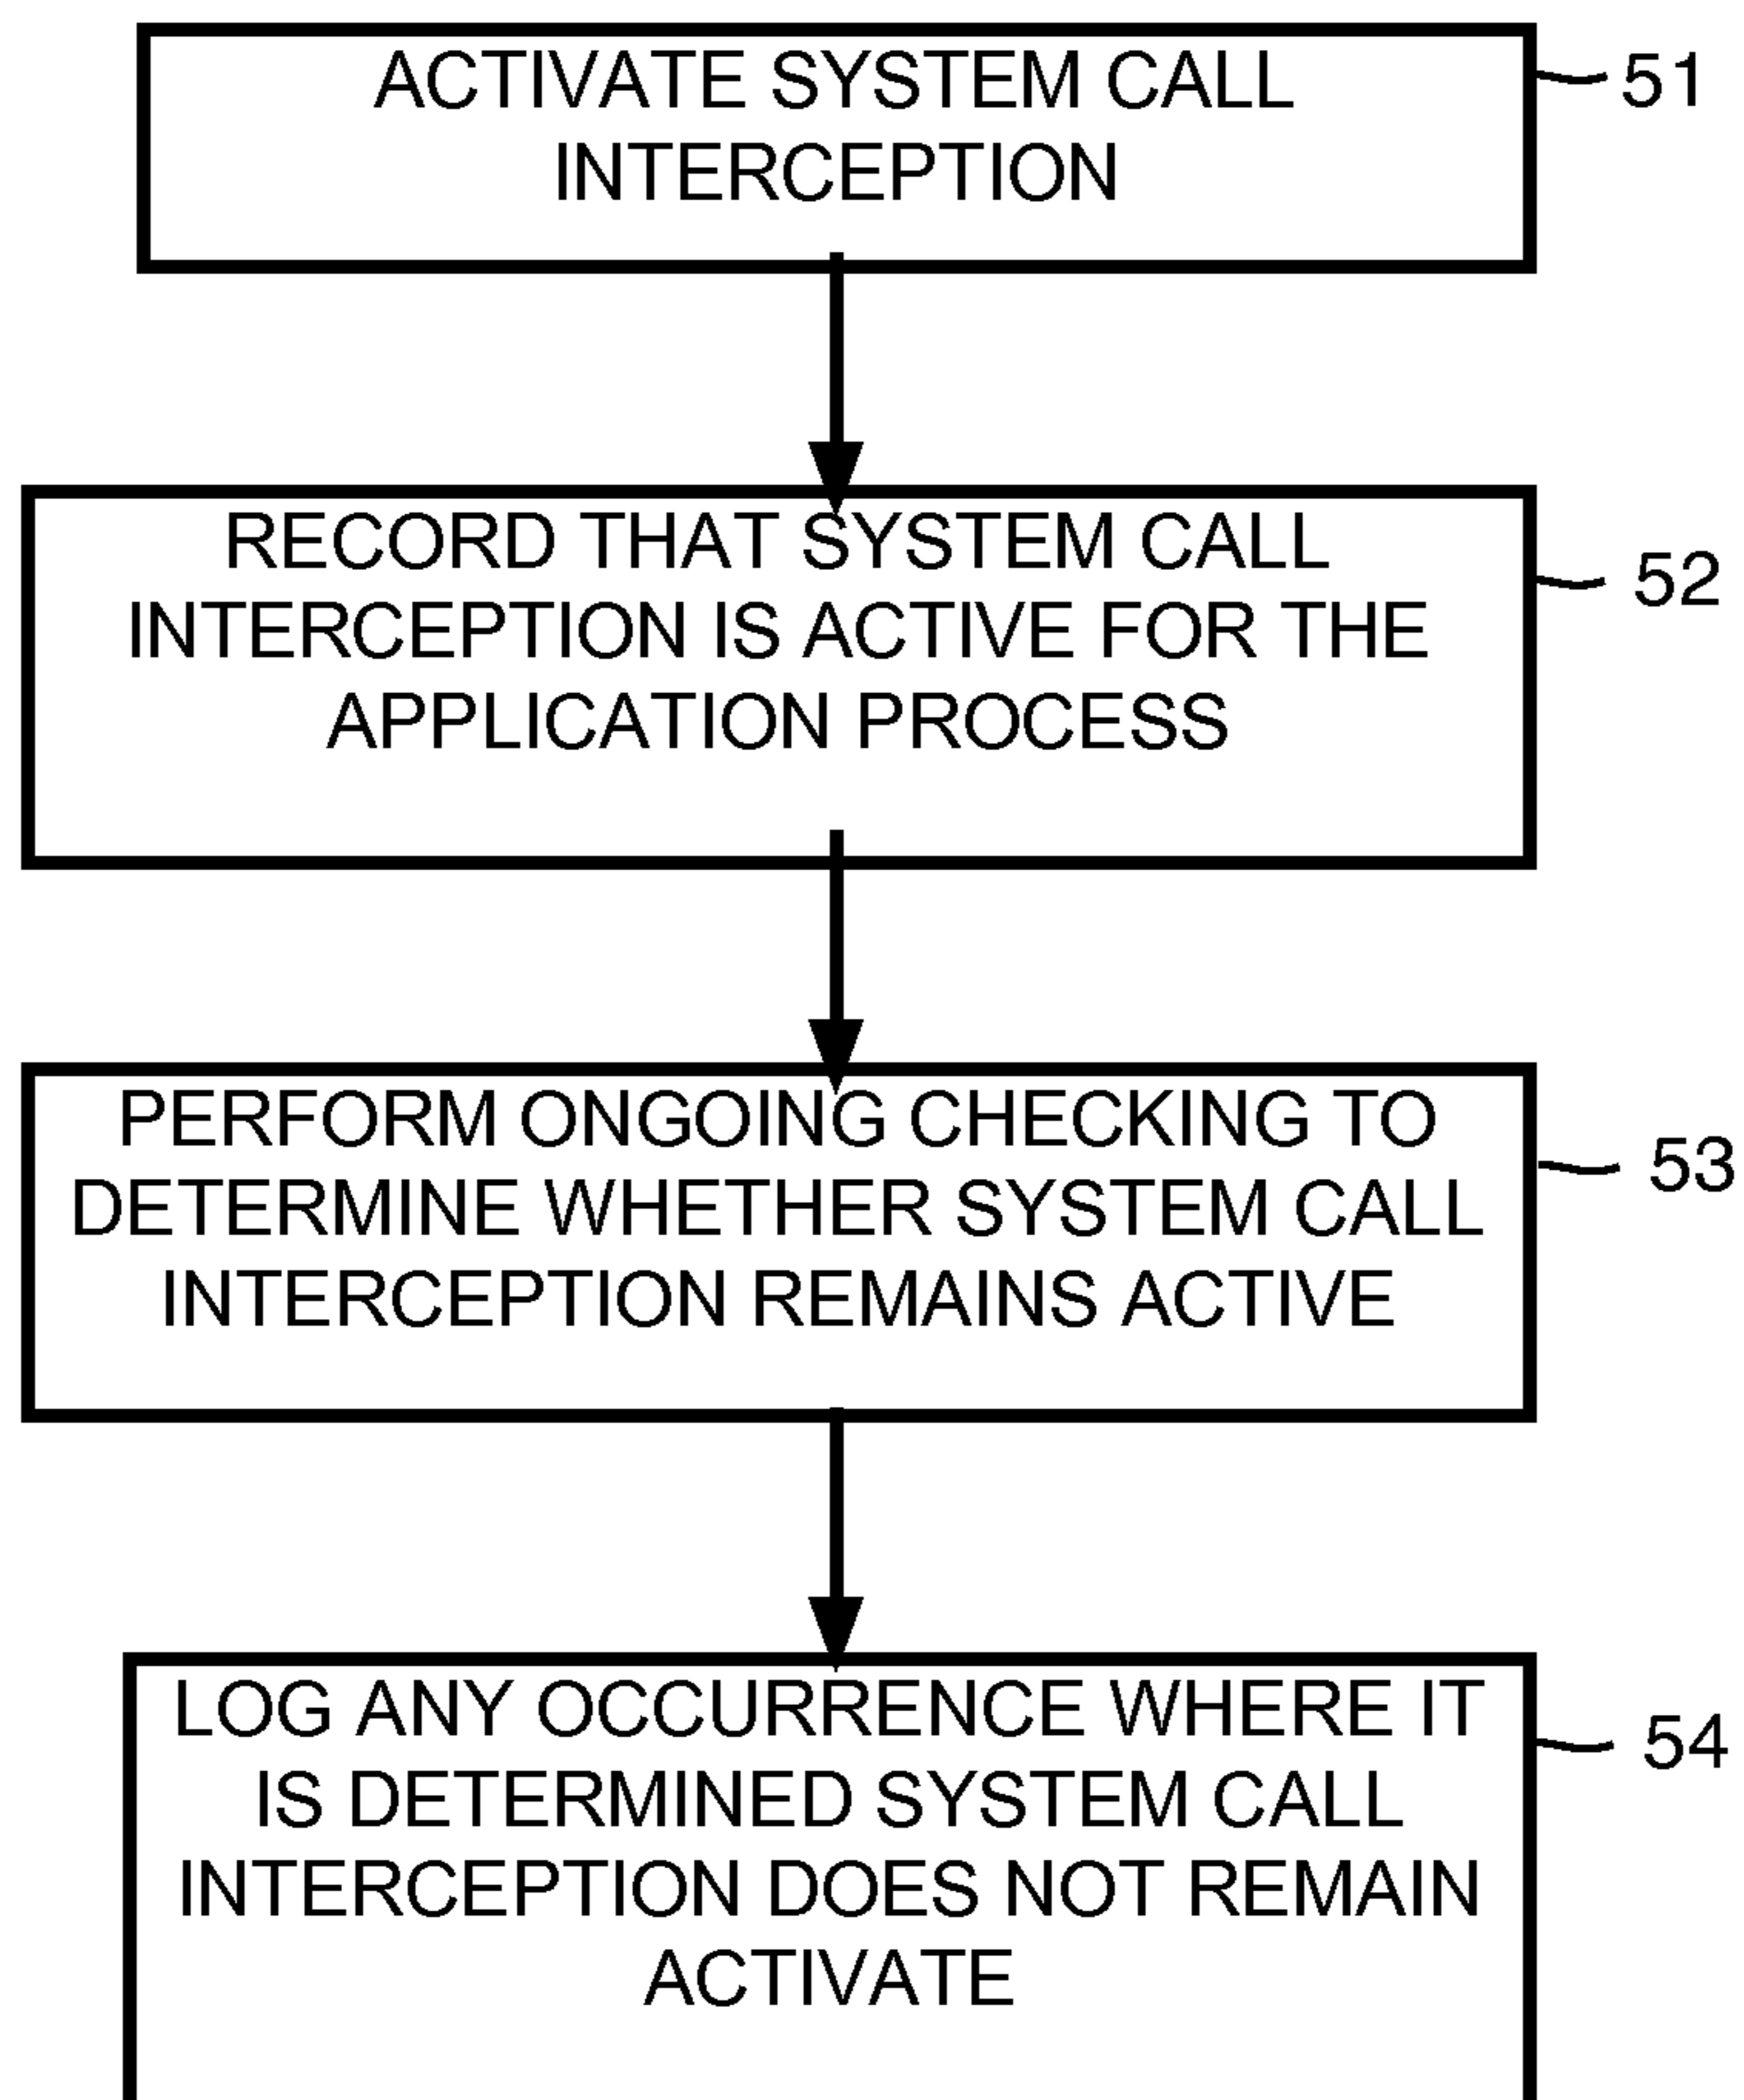 ACTIVATE SYSTEM CALL
INTERCEPTION
51
RECORD THAT SYSTEM CALL
INTERCEPTION IS ACTIVE FOR THE
APPLICATION PROCESS
52
PERFORM ONGOING CHECKING TO
DETERMINE WHETHER SYSTEM CALL
INTERCEPTION REMAINS ACTIVE
53
LOG ANY OCCURRENCE WHERE IT
IS DETERMINED SYSTEM CALL
INTERCEPTION DOES NOT REMAIN
ACTIVATE
54